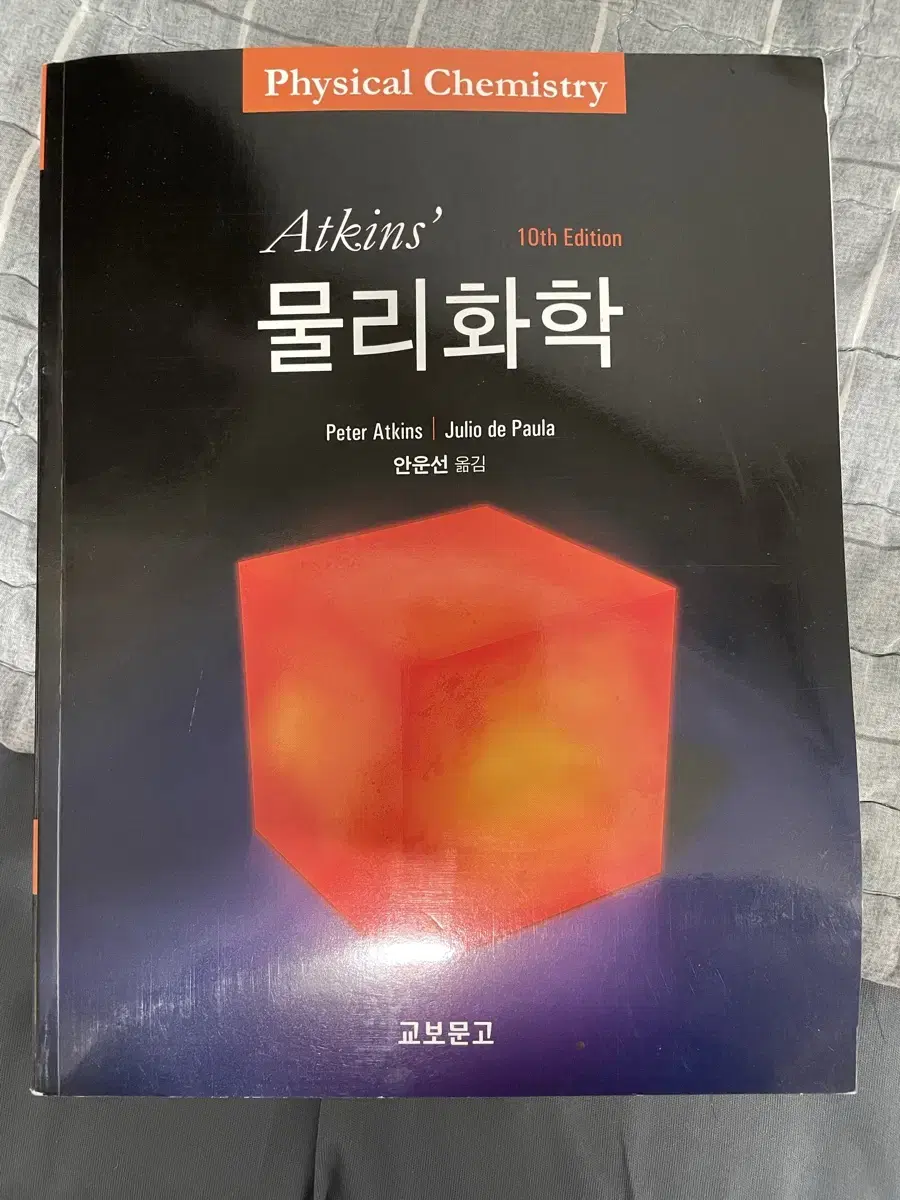 Physical Chemistry
Atkins’ 10th Edition
물리화학
Peter Atkins | Julio de Paula
안운선 옮김
교보문고